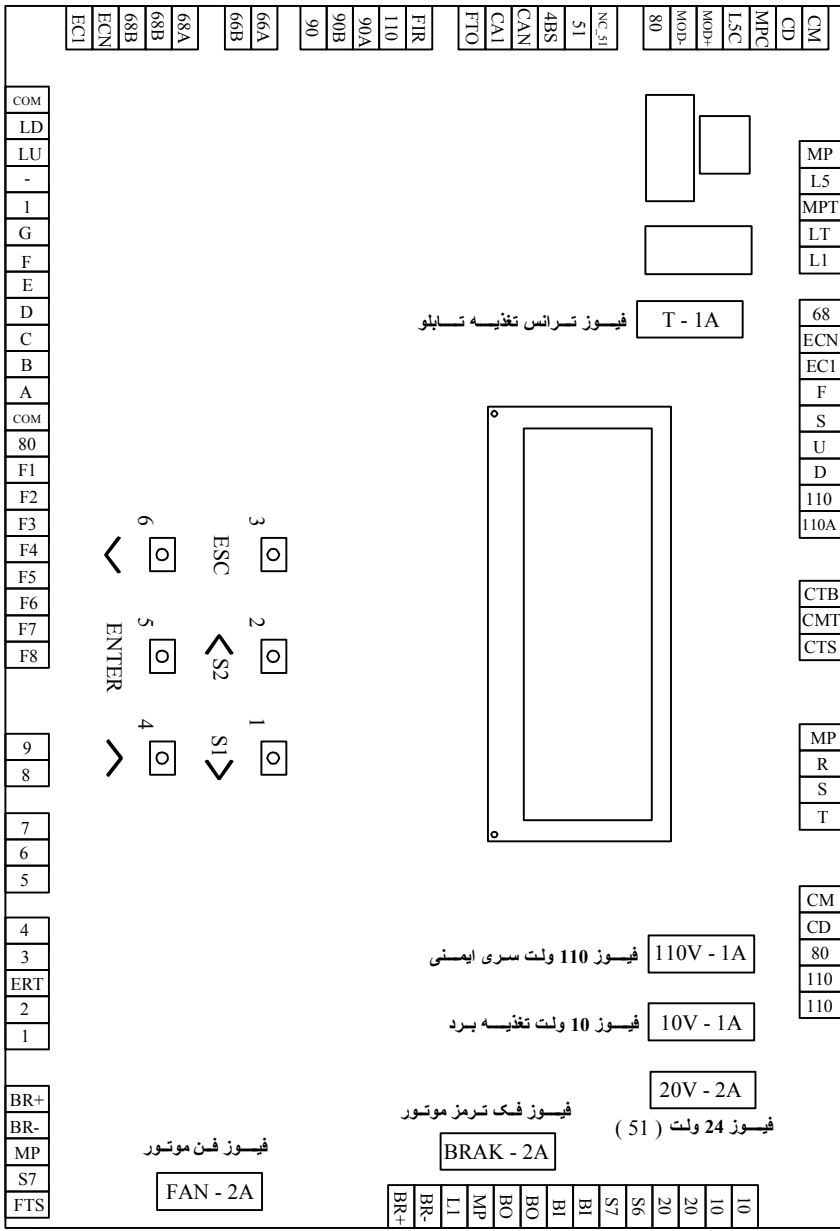 EC1
ECN
68B
68B
68A
66B
66A
90
90B
90A
110
FIR
FTO
CA1
CAN
4BS
51
NC_51
80
MOD-
MOD+
L5C
MPC
CD
CM
COM
LD
LU
-
1
G
F
E
D
C
B
A
COM
80
F1
F2
F3
F4
F5
F6
F7
F8
9
8
7
6
5
4
3
ERT
2
1
BR+
BR-
MP
S7
FTS
فیوز ترانس تغذیه تابلو
T - 1A
6
3
ESC
5
ENTER
2
S2
4
1
S1
فیوز 110 ولت سری ایمنی
110V - 1A
فیوز 10 ولت تغذیه برد
10V - 1A
20V - 2A
فیوز 24 ولت ( 51 )
فیوز فک ترمز موتور
BRAK - 2A
فیوز فن موتور
FAN - 2A
MP
L5
MPT
LT
L1
68
ECN
EC1
F
S
U
D
110
110A
CTB
CMT
CTS
MP
R
S
T
CM
CD
80
110
110
BR+
BR-
L1
MP
BO
BO
BI
BI
S7
S6
20
20
10
10